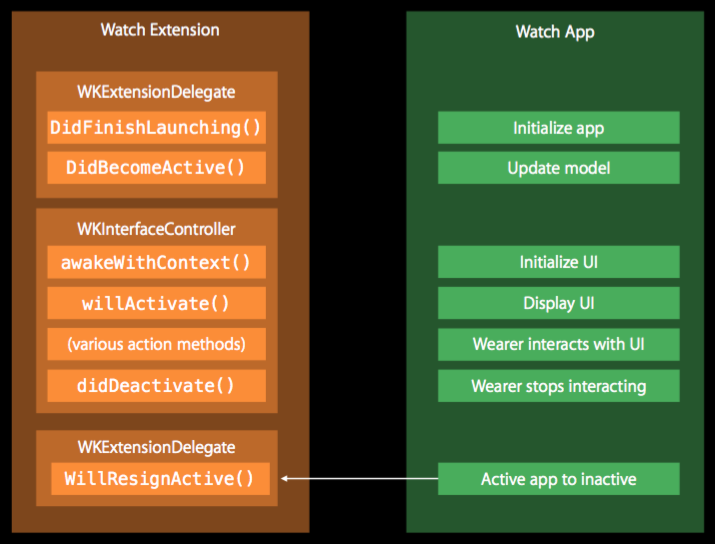 Watch Extension
Watch App
WKExtensionDelegate
DidFinishLaunching()
Initialize app
DidBecomeActive()
Update model
WKInterfaceController
awakeWithContext()
Initialize UI
willActivate()
Display UI
(various action methods)
Wearer interacts with UI
didDeactivate()
Wearer stops interacting
WKExtensionDelegate
WillResignActive()
Active app to inactive